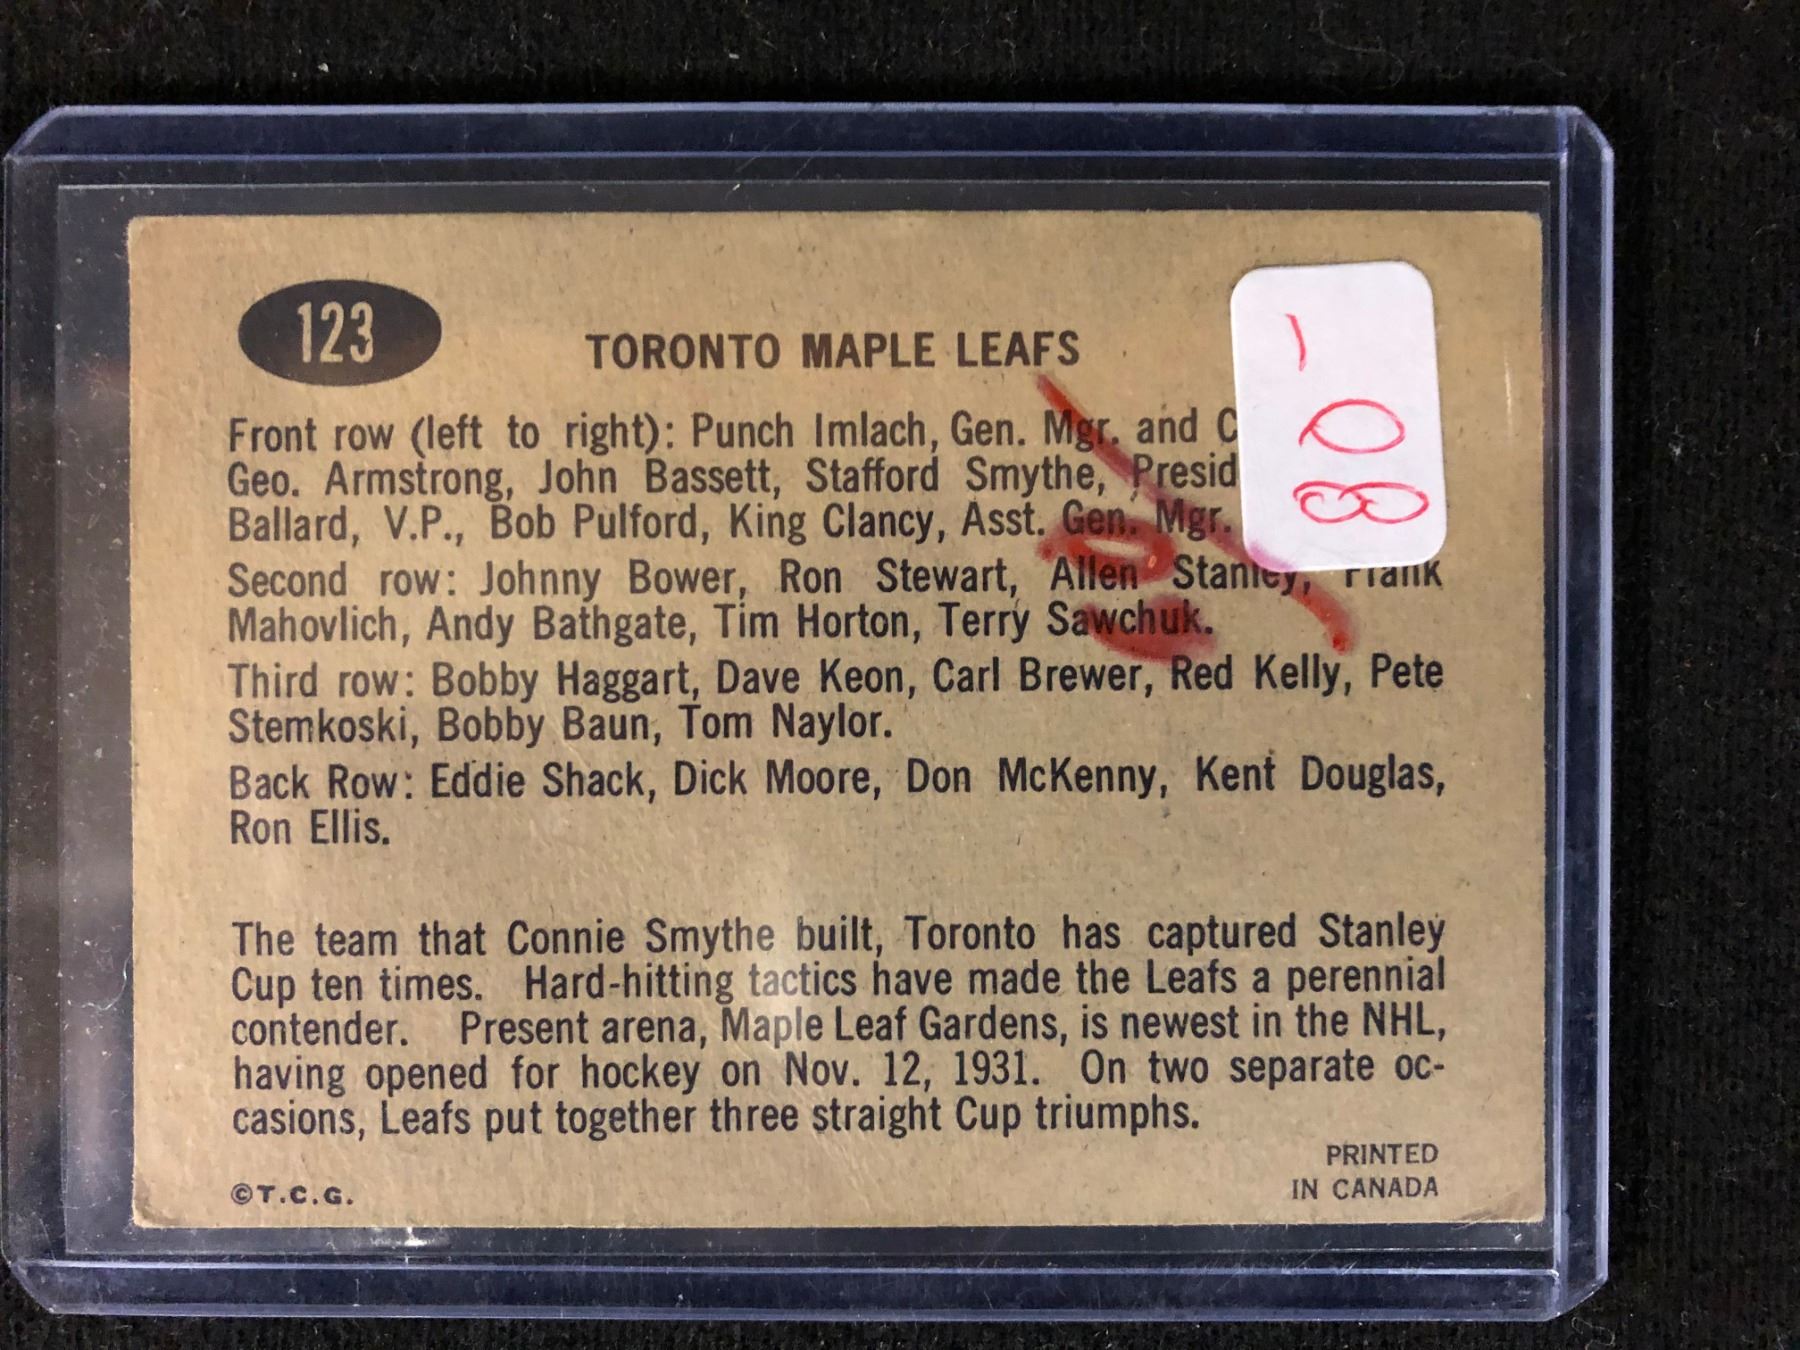 123
TORONTO MAPLE LEAFS
Front row (left to right): Punch Imlach, Gen. Mgr. and C
Geo. Armstrong, John Bassett, Stafford Smythe, Presid
Ballard, V.P., Bob Pulford, King Clancy, Asst. Gen. Mgr.
Second row: Johnny Bower, Ron Stewart, Allen Stanley, Frank
Mahovlich, Andy Bathgate, Tim Horton, Terry Sawchuk.
Third row: Bobby Haggart, Dave Keon, Carl Brewer, Red Kelly, Pete
Stemkoski, Bobby Baun, Tom Naylor.
Back Row: Eddie Shack, Dick Moore, Don McKenny, Kent Douglas,
Ron Ellis.
The team that Connie Smythe built, Toronto has captured Stanley
Cup ten times. Hard-hitting tactics have made the Leafs a perennial
contender. Present arena, Maple Leaf Gardens, is newest in the NHL,
having opened for hockey on Nov. 12, 1931. On two separate oc-
casions, Leafs put together three straight Cup triumphs.
©T.C.G.
PRINTED
IN CANADA
108